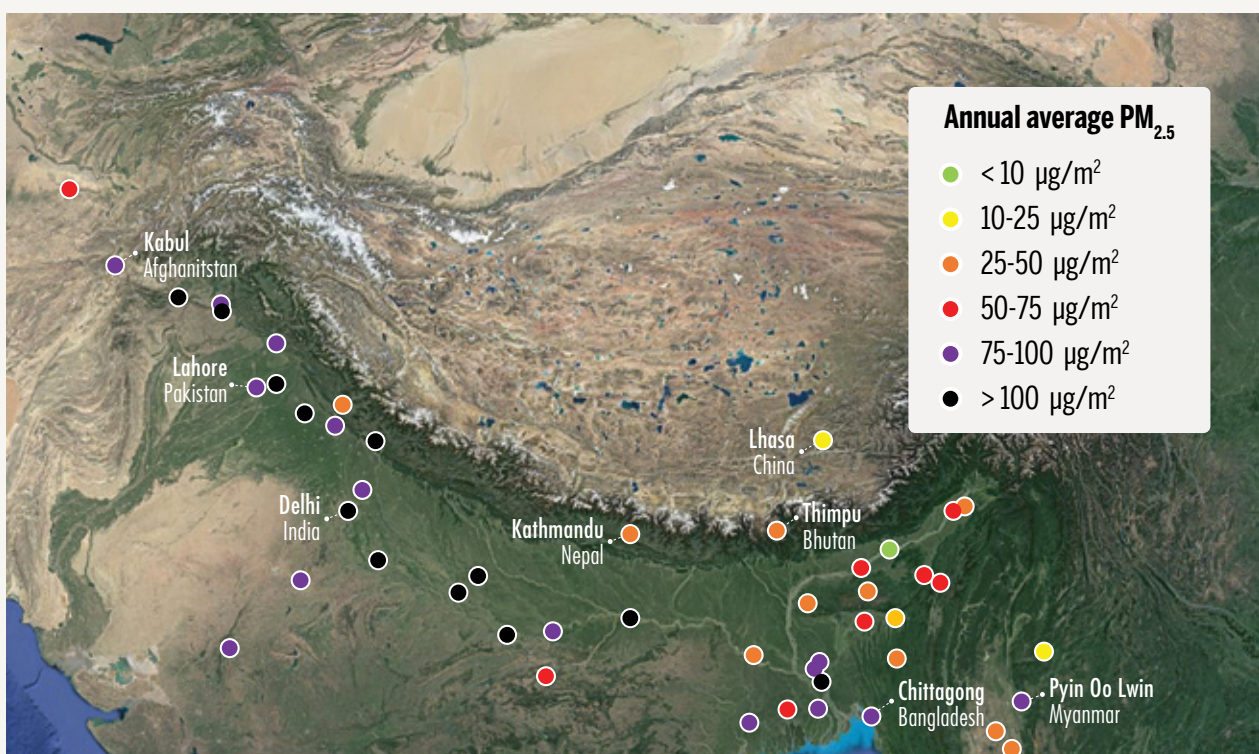 Annual average PM2.5
< 10 µg/m²
10-25 µg/m²
25-50 µg/m²
50-75 µg/m²
75-100 µg/m²
> 100 µg/m²
Kabul
Afghanitstan
Lahore
Pakistan
Lhasa
China
Delhi
India
Kathmandu
Nepal
Thimpu
Bhutan
Chittagong
Bangladesh
Pyin Oo Lwin
Myanmar